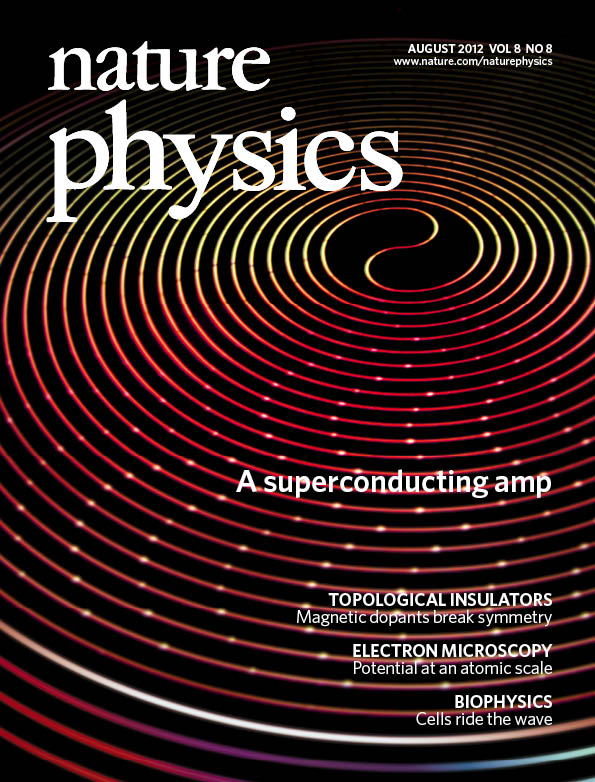 nature
physics
AUGUST 2012 VOL 8 NO 8
www.nature.com/naturephysics
A superconducting amp
TOPOLOGICAL INSULATORS
Magnetic dopants break symmetry
ELECTRON MICROSCOPY
Potential at an atomic scale
BIOPHYSICS
Cells ride the wave